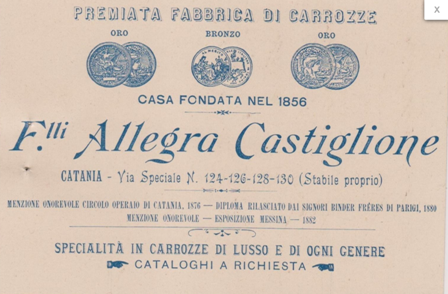 PREMIATA FABBRICA DI CARROZZE
ORO BRONZO ORO
CASA FONDATA NEL 1856
F.lli Allegra Castiglione
CATANIA - Via Speciale N. 124-126-128-130 (Stabile proprio)
MENZIONE ONOREVOLE CIRCOLO OPERAIO DI CATANIA, 1876 — DIPLOMA RILASCIATO DAI SIGNORI BINDER FRÈRES DI PARIGI, 1880
MENZIONE ONOREVOLE — ESPOSIZIONE MESSINA — 1882
SPECIALITÀ IN CARROZZE DI LUSSO E DI OGNI GENERE
CATALOGHI A RICHIESTA
x